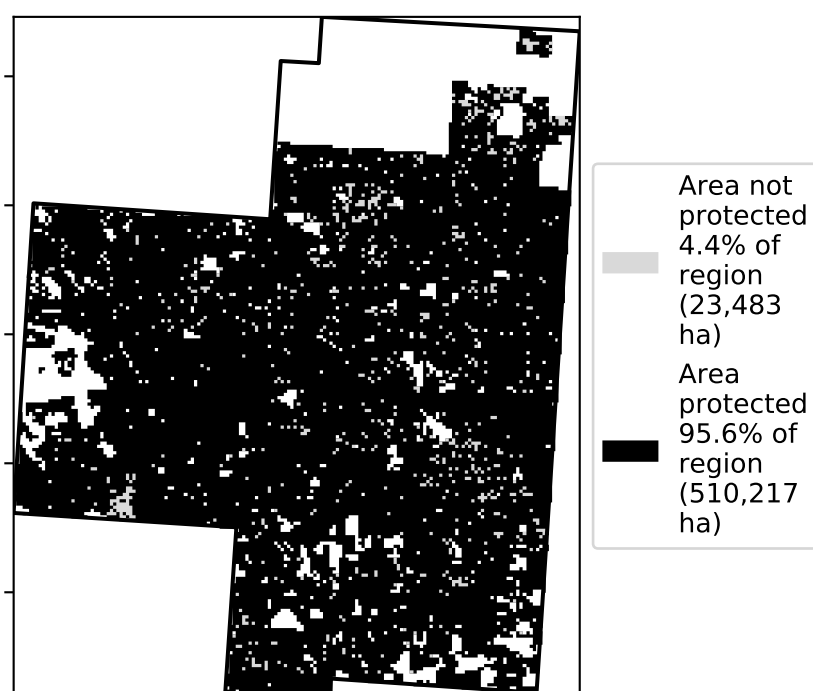 Area not
protected
4.4% of
region
(23,483
ha)
Area
protected
95.6% of
region
(510,217
ha)